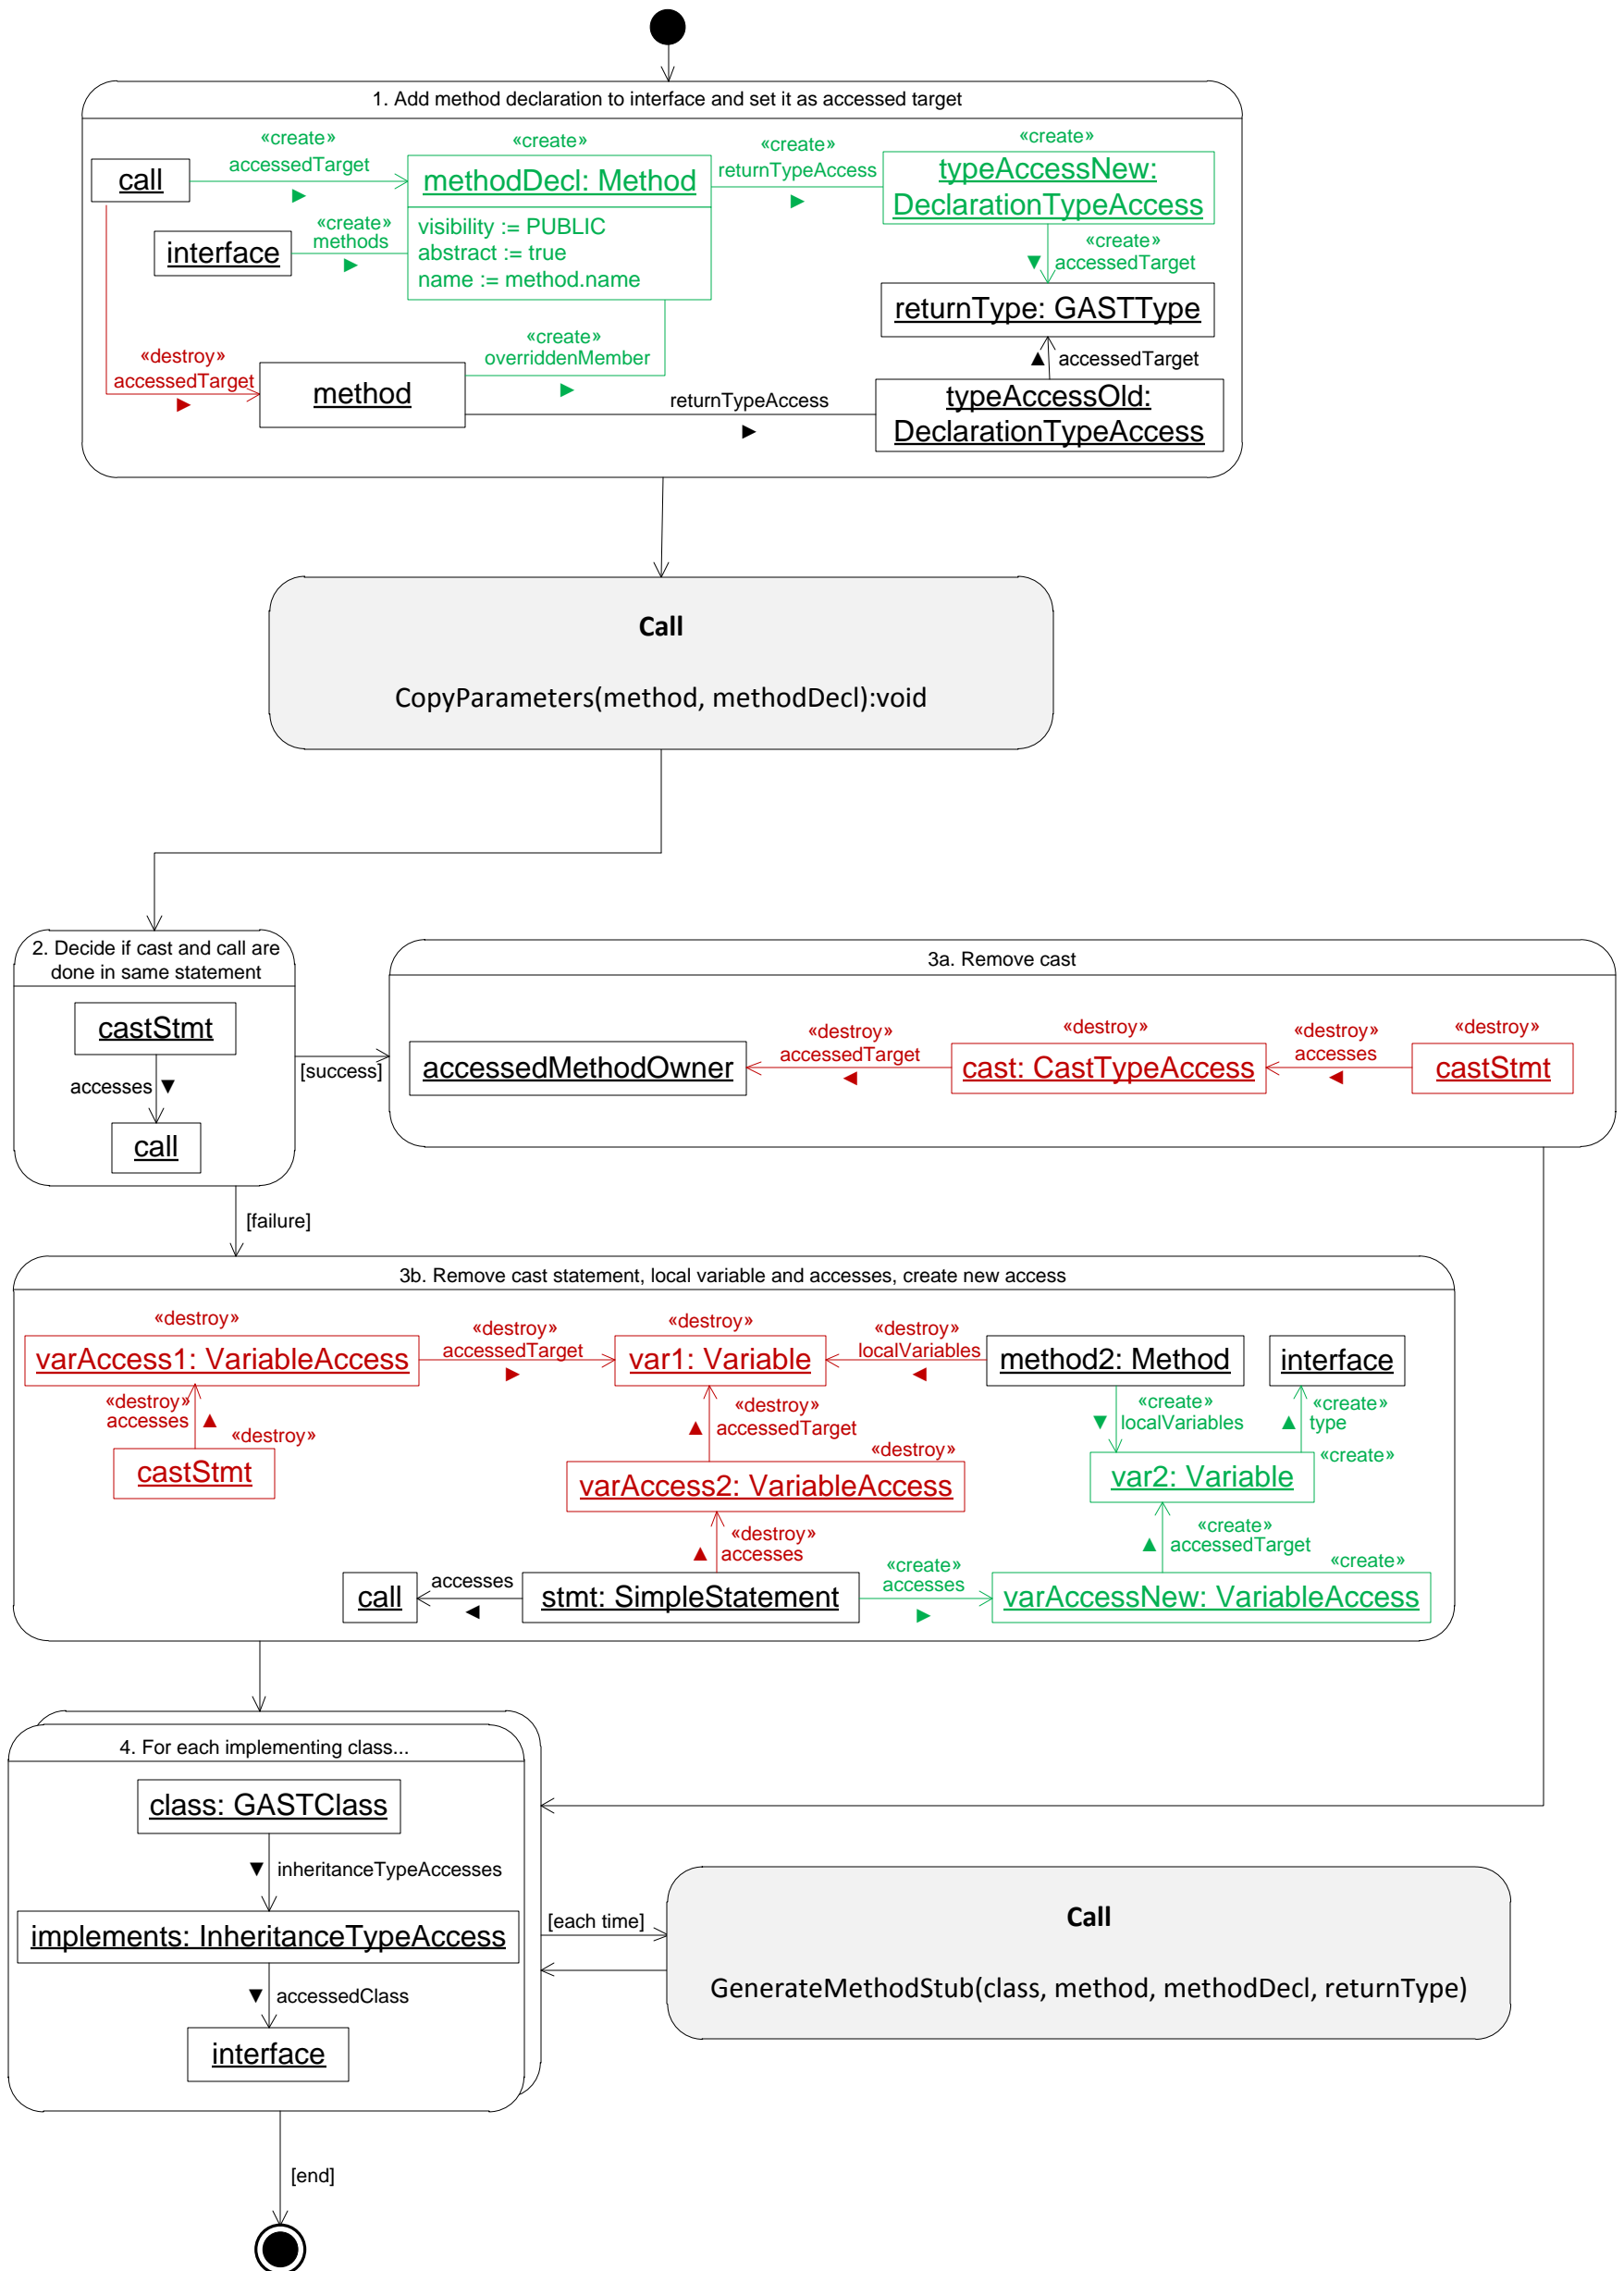 1. Add method declaration to interface and set it as accessed target
«create»
accessedTarget
►
«create»
«create»
returnTypeAccess
►
«create»
call
methodDecl: Method
visibility := PUBLIC
abstract := true
name := method.name
typeAccessNew:
DeclarationTypeAccess
«create»
methods
►
interface
«create»
▼ accessedTarget
returnType: GASTType
«create»
overriddenMember
►
«destroy»
accessedTarget
►
method
▲ accessedTarget
returnTypeAccess
►
typeAccessOld:
DeclarationTypeAccess
Call
CopyParameters(method, methodDecl):void
2. Decide if cast and call are
done in same statement
castStmt
accesses ▼
call
[success]
[failure]
3a. Remove cast
accessedMethodOwner
«destroy»
accessedTarget
◄
«destroy»
cast: CastTypeAccess
«destroy»
accesses
◄
«destroy»
castStmt
3b. Remove cast statement, local variable and accesses, create new access
«destroy»
varAccess1: VariableAccess
«destroy»
accessedTarget
►
«destroy»
var1: Variable
«destroy»
localVariables
◄
method2: Method
interface
«destroy»
accesses ▲
«destroy»
castStmt
«destroy»
▲ accessedTarget
«create»
▼ localVariables
«create»
▲ type
«destroy»
varAccess2: VariableAccess
«create»
var2: Variable
«destroy»
▲ accesses
«create»
▲ accessedTarget
call
accesses
◄
stmt: SimpleStatement
«create»
accesses
►
«create»
varAccessNew: VariableAccess
4. For each implementing class...
class: GASTClass
▼ inheritanceTypeAccesses
implements: InheritanceTypeAccess
▼ accessedClass
interface
[each time]
Call
GenerateMethodStub(class, method, methodDecl, returnType)
[end]